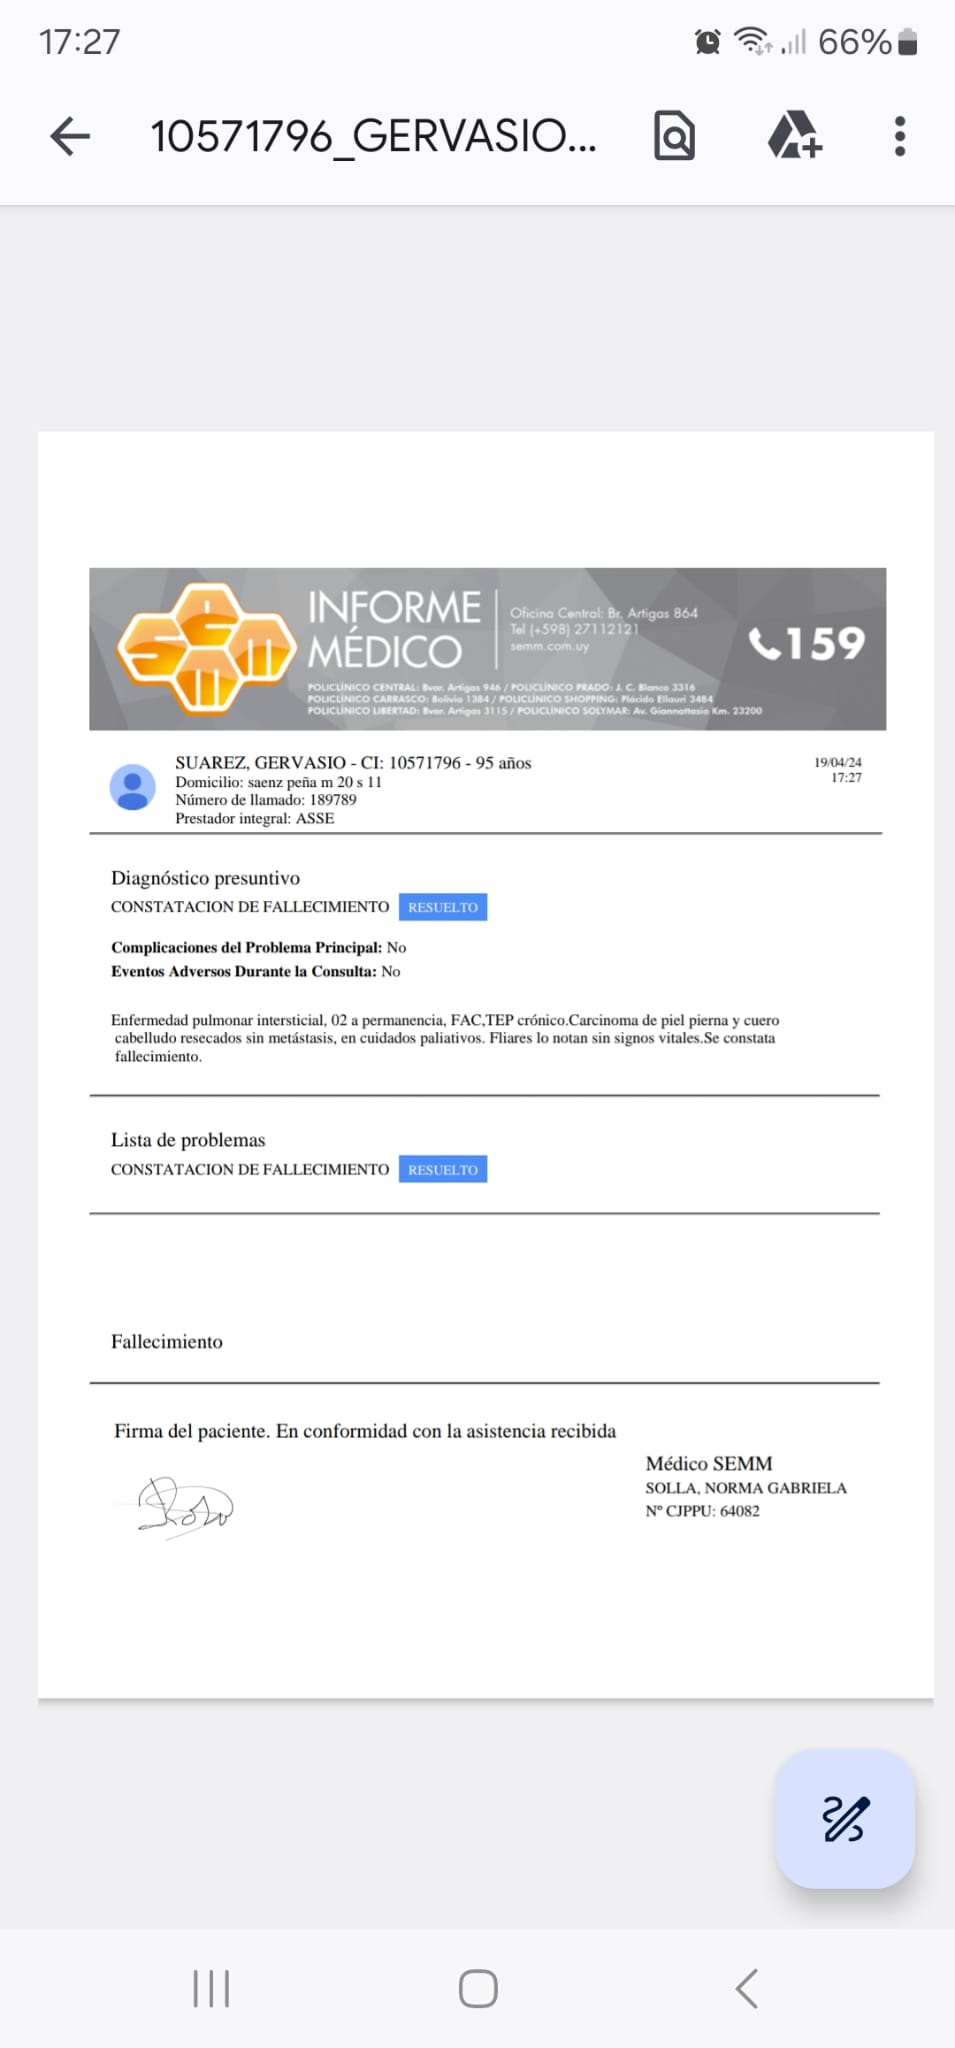 17:27
66%
10571796_GERVASIO...
INFORME
MÉDICO
Oficina Central: Br. Artigas 864
Tel (+598) 27112121
semm.com.uy
159
POLICLÍNICO CENTRAL: Bvar. Artigas 946 / POLICLÍNICO PRADO: J. C. Blanco 3316
POLICLÍNICO CARRASCO: Bolivia 1384 / POLICLÍNICO SHOPPING: Plácido Ellauri 3484
POLICLÍNICO LIBERTAD: Bvar. Artigas 3115 / POLICLÍNICO SOLYMAR: Av. Giannattasio Km. 23200
SUAREZ, GERVASIO - CI: 10571796 - 95 años
Domicilio: saenz peña m 20 s 11
Número de llamado: 189789
Prestador integral: ASSE
19/04/24
17:27
Diagnóstico presuntivo
CONSTATACION DE FALLECIMIENTO RESUELTO
Complicaciones del Problema Principal: No
Eventos Adversos Durante la Consulta: No
Enfermedad pulmonar intersticial, 02 a permanencia, FAC,TEP crónico.Carcinoma de piel pierna y cuero
cabelludo resecados sin metástasis, en cuidados paliativos. Fliares lo notan sin signos vitales.Se constata
fallecimiento.
Lista de problemas
CONSTATACION DE FALLECIMIENTO RESUELTO
Fallecimiento
Firma del paciente. En conformidad con la asistencia recibida
Médico SEMM
SOLLA, NORMA GABRIELA
Nº CJPPU: 64082